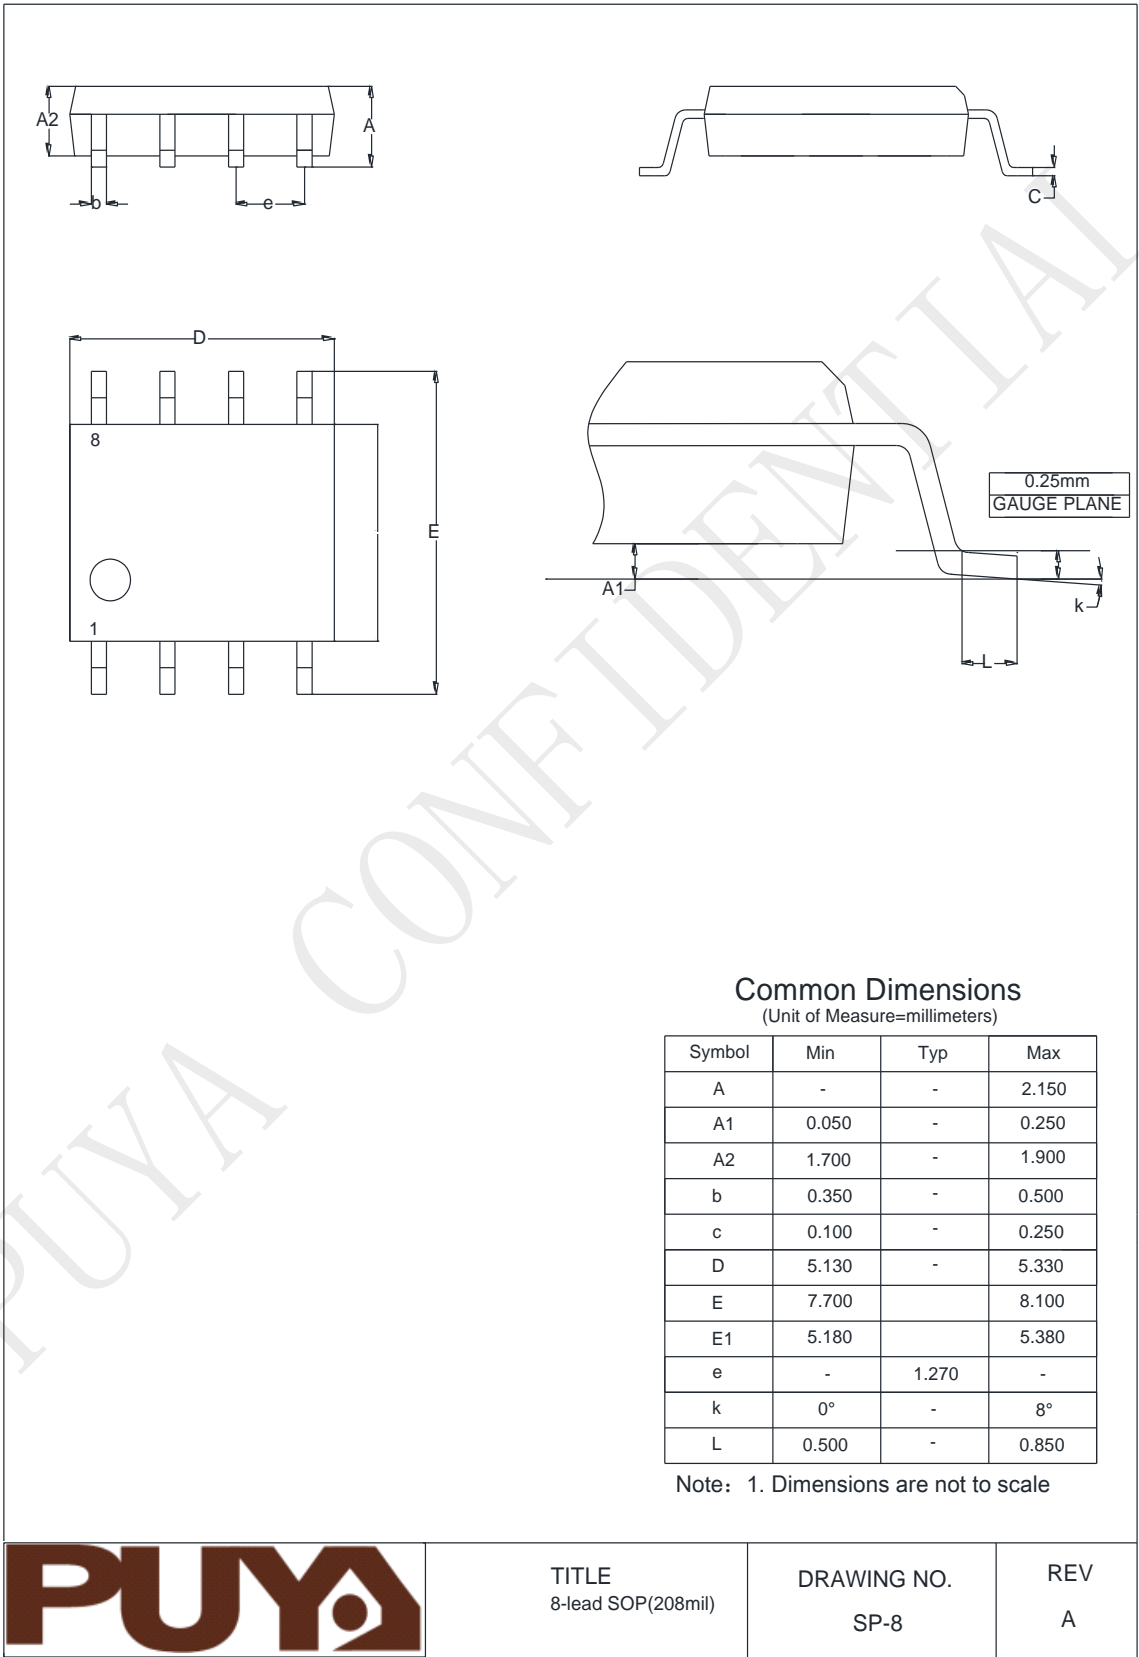 A2
A
b
e
C
D
8
E
1
0.25mm
GAUGE PLANE
A1
k
L
PUYA CONFIDENTIAL
Common Dimensions
(Unit of Measure=millimeters)
Symbol Min Typ Max
A - - 2.150
A1 0.050 - 0.250
A2 1.700 - 1.900
b 0.350 - 0.500
c 0.100 - 0.250
D 5.130 - 5.330
E 7.700 8.100
E1 5.180 5.380
e - 1.270 -
k 0° - 8°
L 0.500 - 0.850
Note：1. Dimensions are not to scale
PUYA
TITLE
8-lead SOP(208mil)
DRAWING NO.
SP-8
REV
A